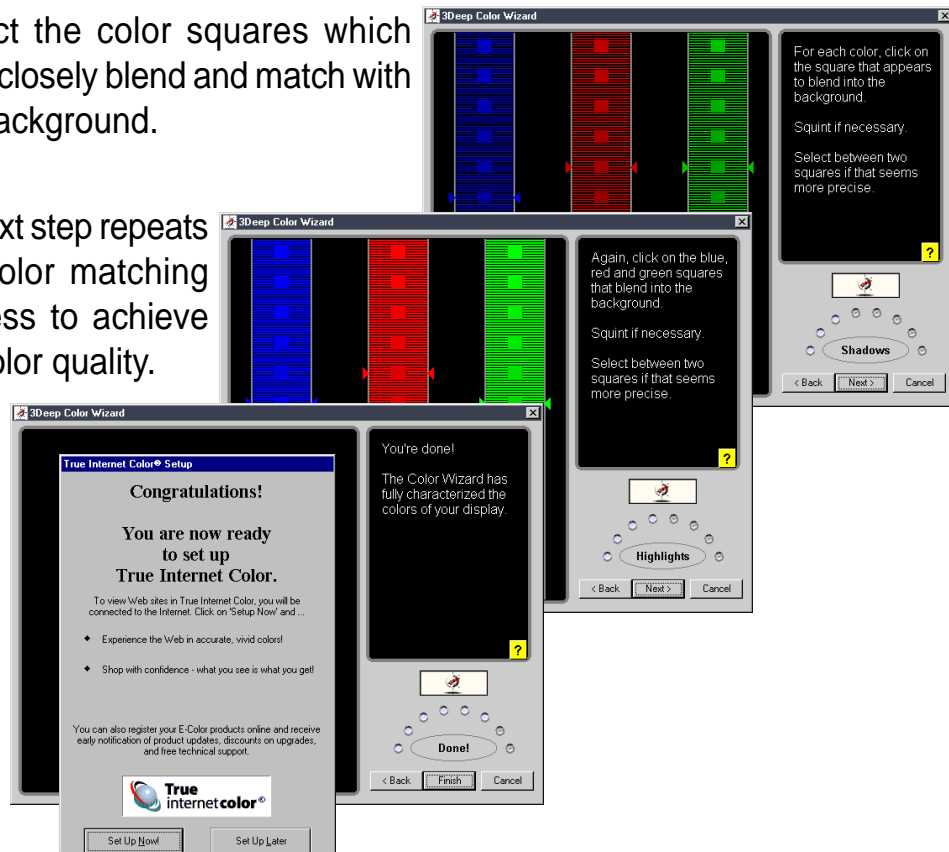 ct the color squares which
closely blend and match with
ackground.
xt step repeats
olor matching
ess to achieve
olor quality.
3Deep Color Wizard
For each color, click on
the square that appears
to blend into the
background.
Squint if necessary.
Select between two
squares if that seems
more precise.
?
Shadows
< Back
Next >
Cancel
3Deep Color Wizard
Again, click on the blue,
red and green squares
that blend into the
background.
Squint if necessary.
Select between two
squares if that seems
more precise.
?
Highlights
< Back
Next >
Cancel
3Deep Color Wizard
True Internet Color® Setup
Congratulations!
You are now ready
to set up
True Internet Color.
To view Web sites in True Internet Color, you will be
connected to the Internet. Click on 'Setup Now' and ...
Experience the Web in accurate, vivid colors!
Shop with confidence - what you see is what you get!
You can also register your E-Color products online and receive
early notification of product updates, discounts on upgrades,
and free technical support.
True
internetcolor®
Set Up Now!
Set Up Later
You're done!
The Color Wizard has
fully characterized the
colors of your display.
?
Done!
< Back
Finish
Cancel